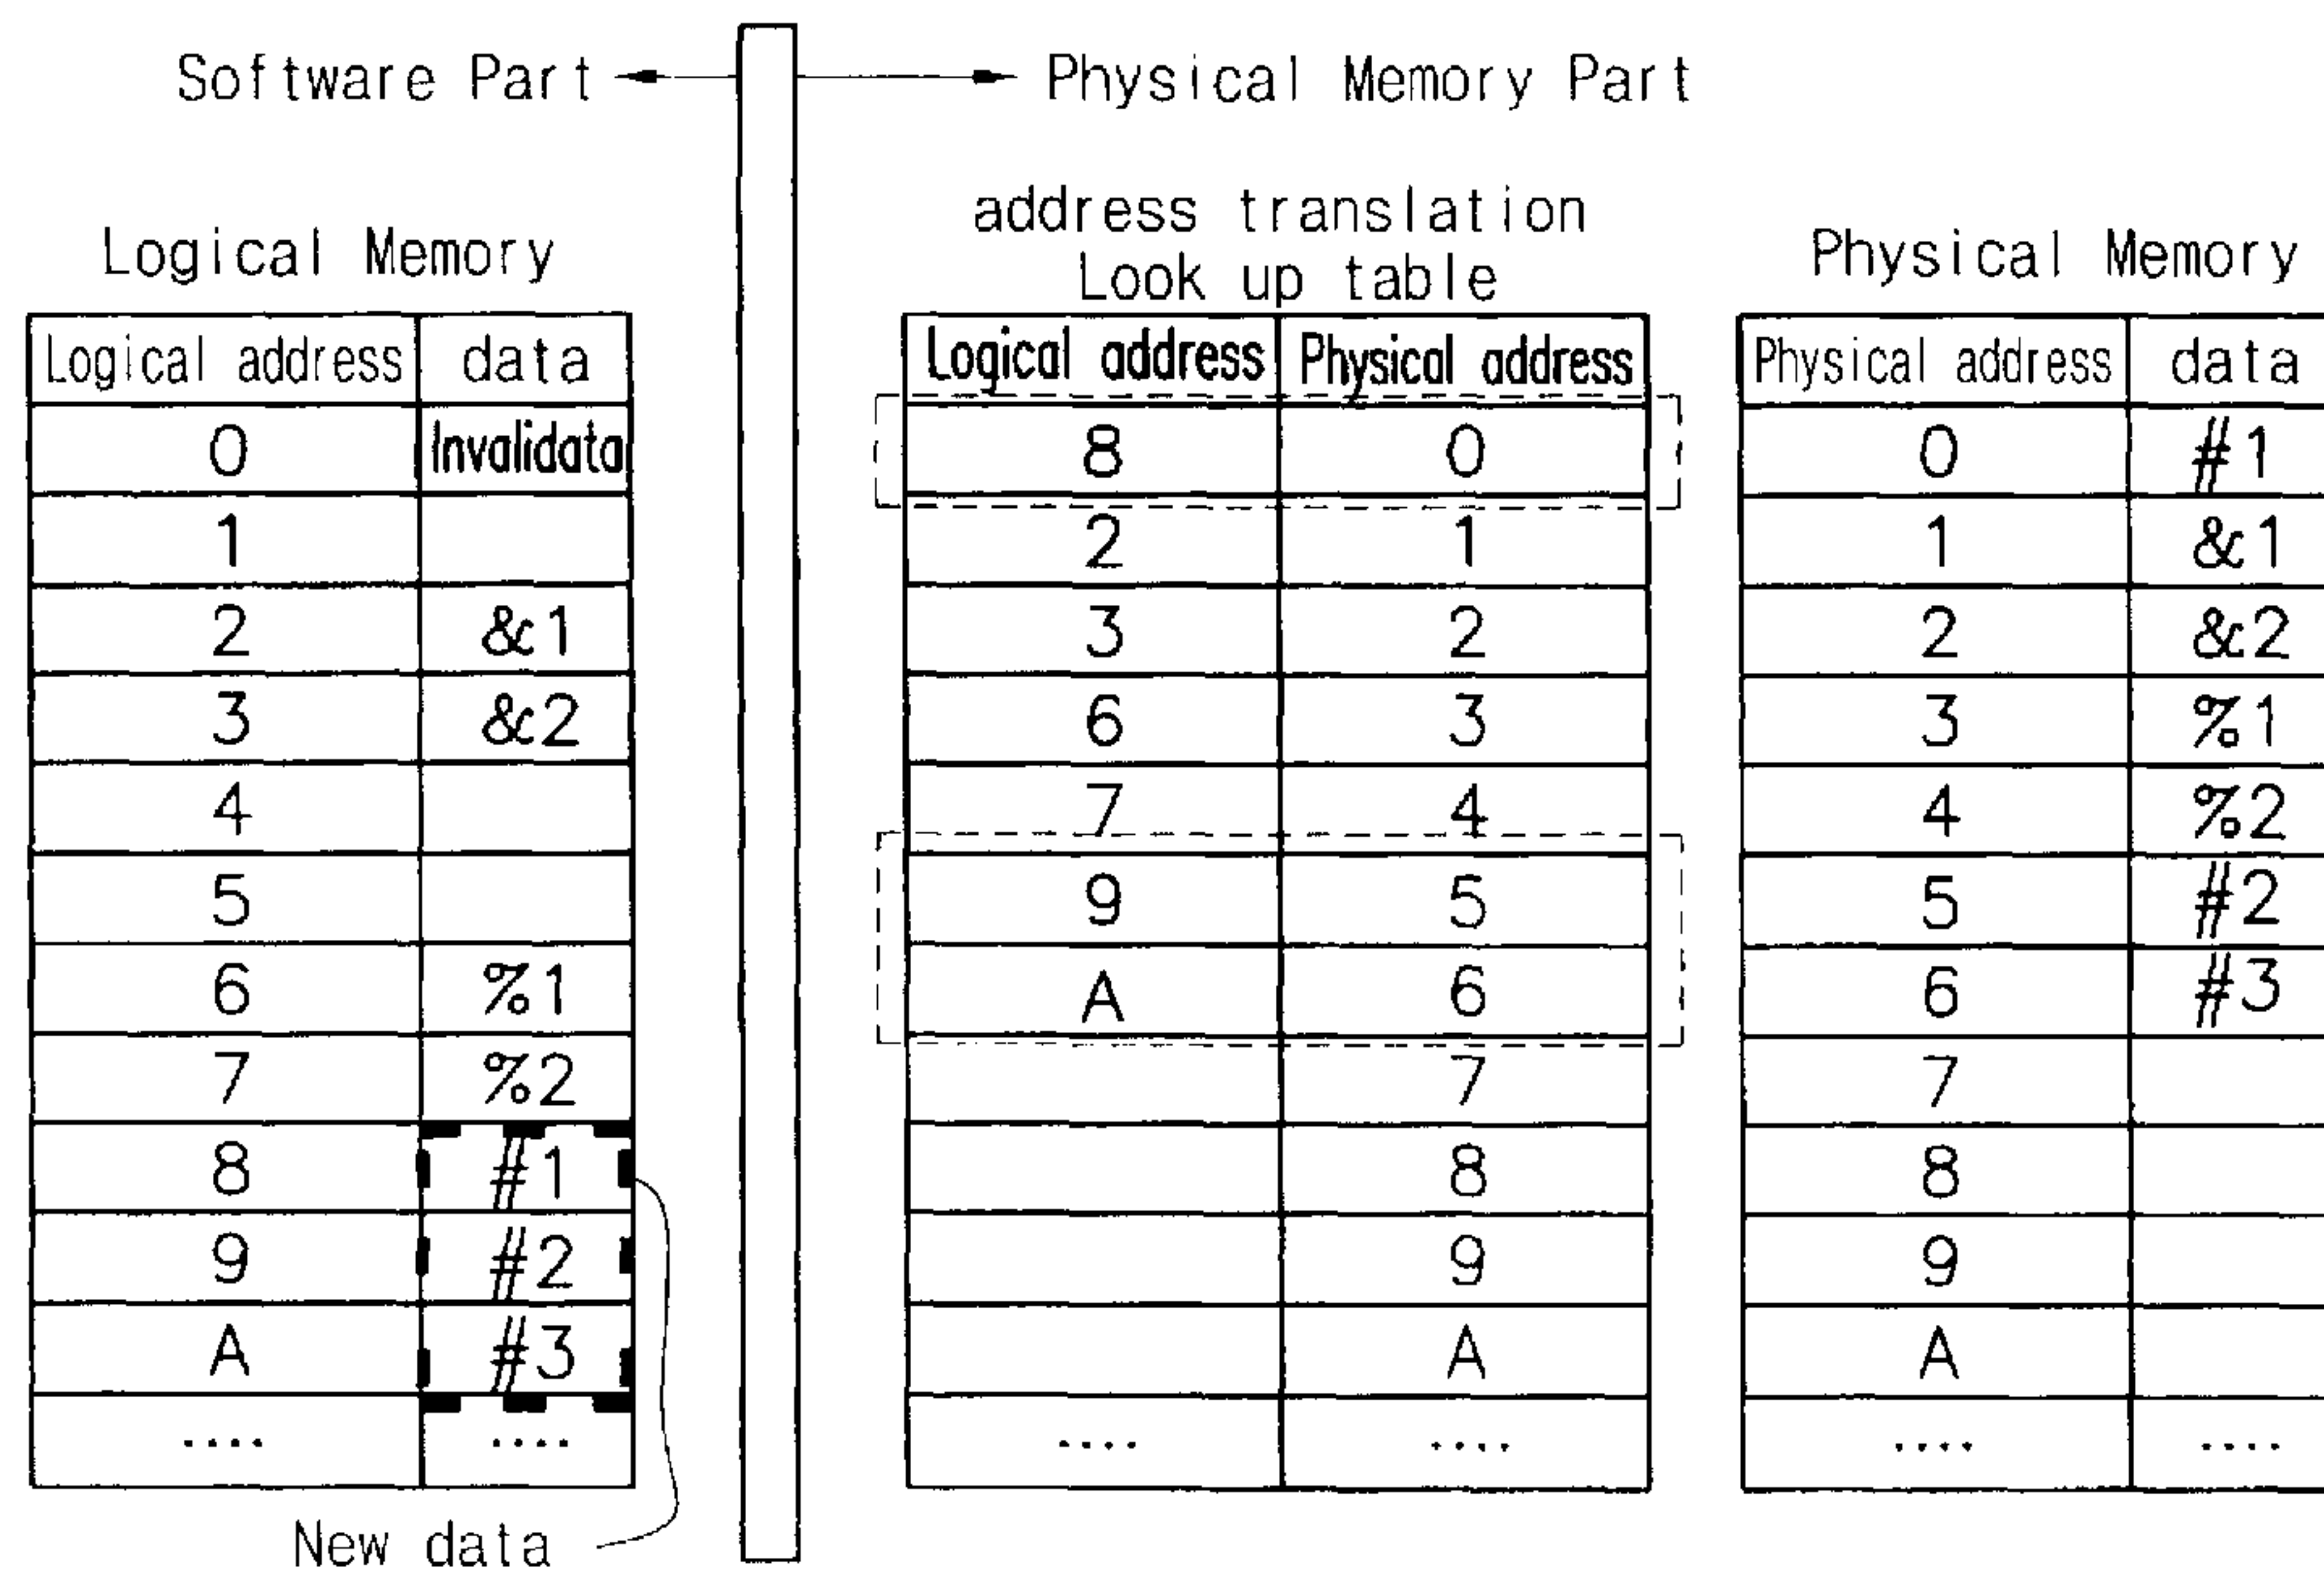 Software Part Physical Memory Part
Logical Memory
address translation
Look up table
Physical Memory
Logical address data
0 Invalidata
1
2 &1
3 &2
4
5
6 %1
7 %2
8 #1
9 #2
A #3
.... ....
New data
Logical address Physical address
8 0
2 1
3 2
6 3
7 4
9 5
A 6
7
8
9
A
.... ....
Physical address data
0 #1
1 &1
2 &2
3 %1
4 %2
5 #2
6 #3
7
8
9
A
.... ....